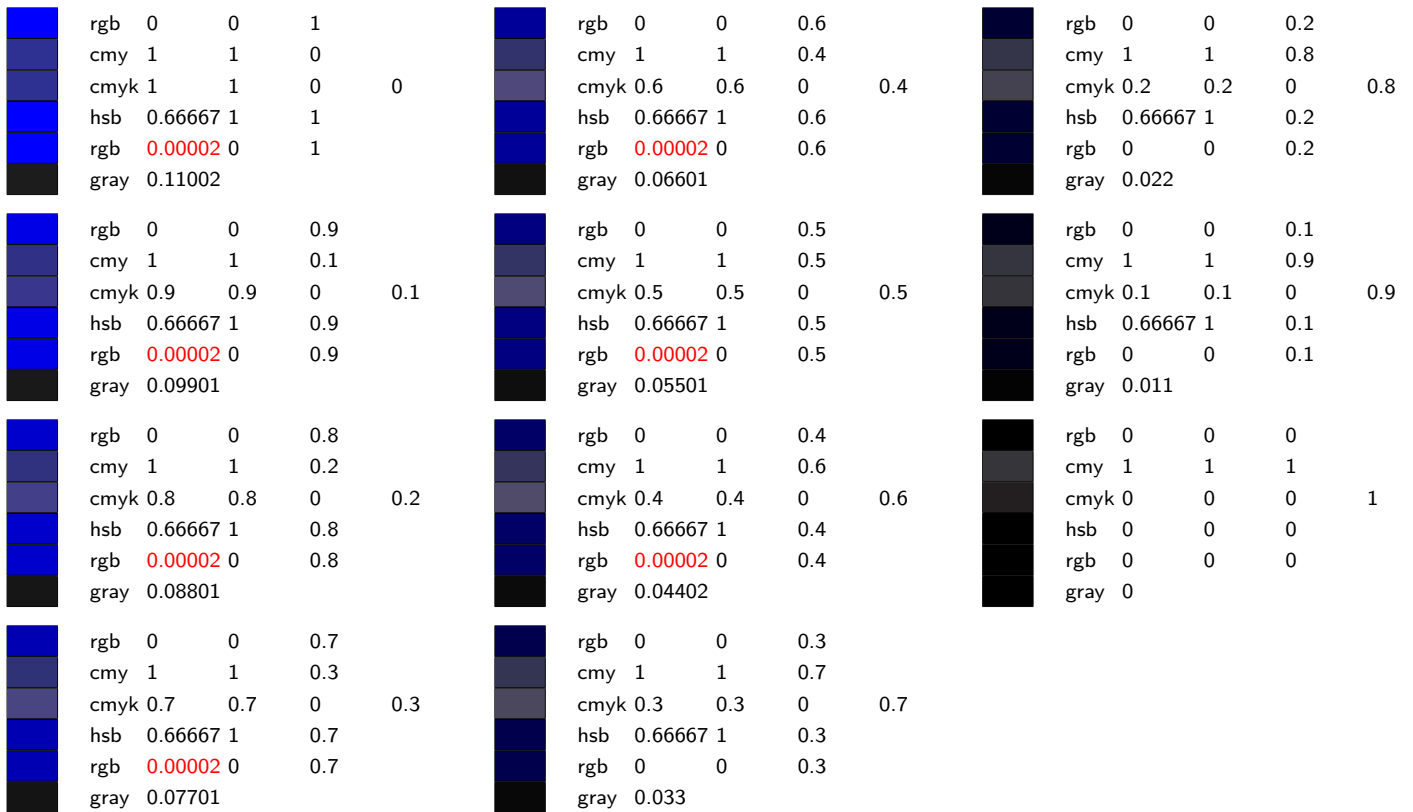 rgb 0 0 1
cmy 1 1 0
cmyk 1 1 0 0
hsb 0.66667 1 1
rgb 0.00002 0 1
gray 0.11002
rgb 0 0 0.9
cmy 1 1 0.1
cmyk 0.9 0.9 0 0.1
hsb 0.66667 1 0.9
rgb 0.00002 0 0.9
gray 0.09901
rgb 0 0 0.8
cmy 1 1 0.2
cmyk 0.8 0.8 0 0.2
hsb 0.66667 1 0.8
rgb 0.00002 0 0.8
gray 0.08801
rgb 0 0 0.7
cmy 1 1 0.3
cmyk 0.7 0.7 0 0.3
hsb 0.66667 1 0.7
rgb 0.00002 0 0.7
gray 0.07701
rgb 0 0 0.6
cmy 1 1 0.4
cmyk 0.6 0.6 0 0.4
hsb 0.66667 1 0.6
rgb 0.00002 0 0.6
gray 0.06601
rgb 0 0 0.5
cmy 1 1 0.5
cmyk 0.5 0.5 0 0.5
hsb 0.66667 1 0.5
rgb 0.00002 0 0.5
gray 0.05501
rgb 0 0 0.4
cmy 1 1 0.6
cmyk 0.4 0.4 0 0.6
hsb 0.66667 1 0.4
rgb 0.00002 0 0.4
gray 0.04402
rgb 0 0 0.3
cmy 1 1 0.7
cmyk 0.3 0.3 0 0.7
hsb 0.66667 1 0.3
rgb 0 0 0.3
gray 0.033
rgb 0 0 0.2
cmy 1 1 0.8
cmyk 0.2 0.2 0 0.8
hsb 0.66667 1 0.2
rgb 0 0 0.2
gray 0.022
rgb 0 0 0.1
cmy 1 1 0.9
cmyk 0.1 0.1 0 0.9
hsb 0.66667 1 0.1
rgb 0 0 0.1
gray 0.011
rgb 0 0 0
cmy 1 1 1
cmyk 0 0 0 1
hsb 0 0 0
rgb 0 0 0
gray 0